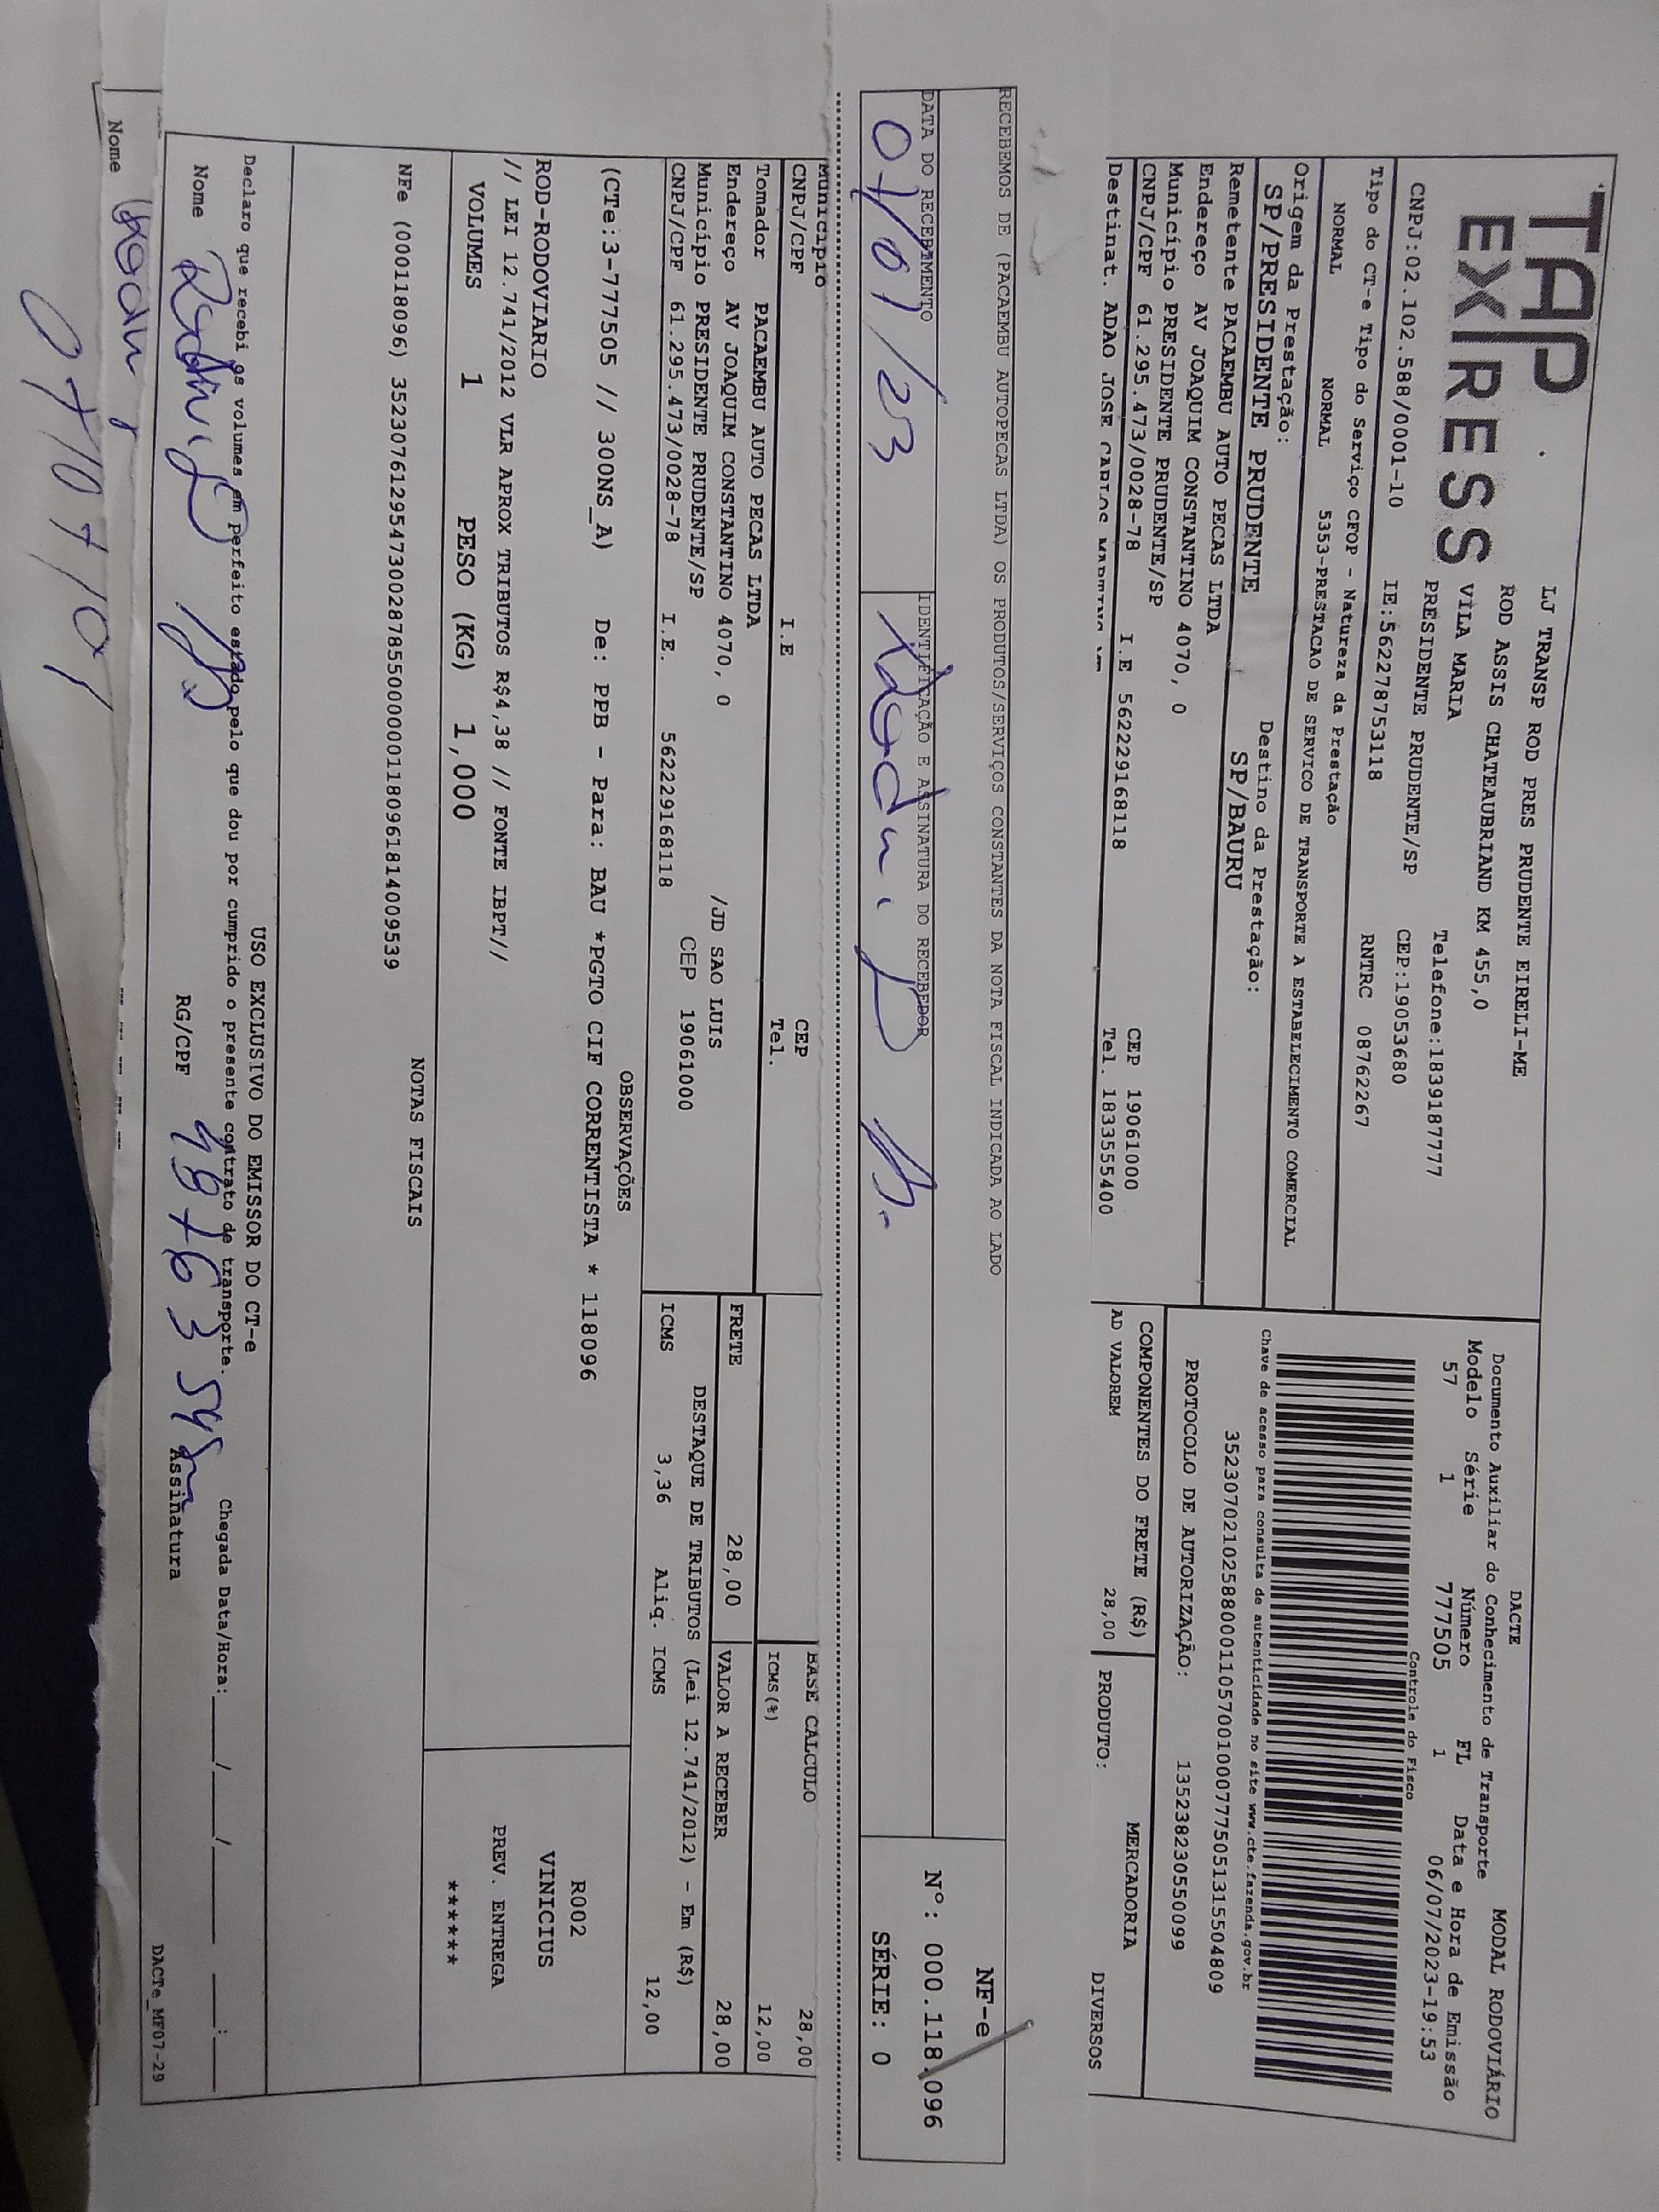 TAP EXPRESS
LJ TRANSP ROD PRES PRUDENTE EIRELI-ME
ROD ASSIS CHATEAUBRIAND KM 455,0
VILA MARIA Telefone:1839187777
PRESIDENTE PRUDENTE/SP CEP:19053680
CNPJ:02.102.588/0001-10 IE:562278753118 RNTRC 08762267
Tipo do CT-e Tipo do Serviço CFOP - Natureza da Prestação
NORMAL NORMAL 5353-PRESTACAO DE SERVICO DE TRANSPORTE A ESTABELECIMENTO COMERCIAL
Origem da Prestação: Destino da Prestação:
SP/PRESIDENTE PRUDENTE SP/BAURU
Remetente PACAEMBU AUTO PECAS LTDA
Endereço AV JOAQUIM CONSTANTINO 4070, 0
Município PRESIDENTE PRUDENTE/SP CEP 19061000
CNPJ/CPF 61.295.473/0028-78 I.E 562229168118 Tel. 1833555400
Destinat. ADAO JOSE CARLOS MARTINS
DACTE MODAL RODOVIÁRIO
Documento Auxiliar do Conhecimento de Transporte
Modelo Série Número FL Data e Hora de Emissão
57 1 777505 1 06/07/2023-19:53
Controle do Fisco
Chave de acesso para consulta de autenticidade no site www.cte.fazenda.gov.br
35230702102588000110570010007775051315504809
PROTOCOLO DE AUTORIZAÇÃO: 135238230550099
COMPONENTES DO FRETE (R$) MERCADORIA
AD VALOREM 28,00 PRODUTO: DIVERSOS
RECEBEMOS DE (PACAEMBU AUTOPECAS LTDA) OS PRODUTOS/SERVIÇOS CONSTANTES DA NOTA FISCAL INDICADA AO LADO
DATA DO RECEBIMENTO IDENTIFICAÇÃO E ASSINATURA DO RECEBEDOR
NF-e
Nº: 000.118.096
SÉRIE: 0
Município CEP
CNPJ/CPF I.E Tel.
Tomador PACAEMBU AUTO PECAS LTDA
Endereço AV JOAQUIM CONSTANTINO 4070, 0 /JD SAO LUIS
Município PRESIDENTE PRUDENTE/SP CEP 19061000
CNPJ/CPF 61.295.473/0028-78 I.E. 562229168118
BASE CALCULO 28,00
ICMS(%) 12,00
FRETE 28,00 VALOR A RECEBER 28,00
DESTAQUE DE TRIBUTOS (Lei 12.741/2012) - Em (R$)
ICMS 3,36 Aliq. ICMS 12,00
OBSERVAÇÕES
(CTe:3-777505 // 300NS_A) De: PPB - Para: BAU *PGTO CIF CORRENTISTA * 118096
ROD-RODOVIARIO
// LEI 12.741/2012 VLR APROX TRIBUTOS R$4,38 // FONTE IBPT//
VOLUMES 1 PESO (KG) 1,000
R002
VINICIUS
PREV. ENTREGA
******
NOTAS FISCAIS
NFe (000118096) 35230761295473002878550000001180961814009539
USO EXCLUSIVO DO EMISSOR DO CT-e
Declaro que recebi os volumes em perfeito estado pelo que dou por cumprido o presente contrato de transporte. Chegada Data/Hora:____/____/______ ___:___
Nome RG/CPF Assinatura
DACTe_MF07-29
Nome